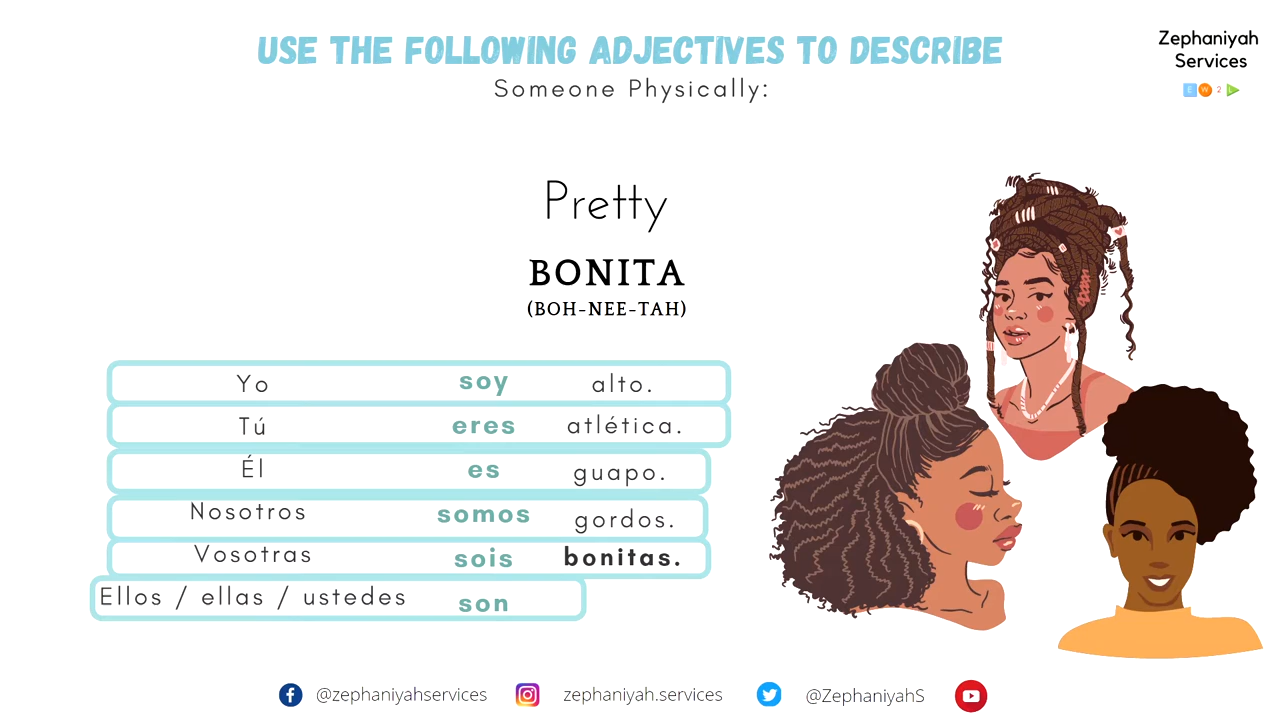 USE THE FOLLOWING ADJECTIVES TO DESCRIBE
Someone Physically:
Zephaniyah
Services
E W 2 L
Pretty
BONITA
(BOH-NEE-TAH)
Yo soy alto.
Tú eres atlética.
Él es guapo.
Nosotros somos gordos.
Vosotras sois bonitas.
Ellos / ellas / ustedes son
@zephaniyahservices zephaniyah.services @ZephaniyahS